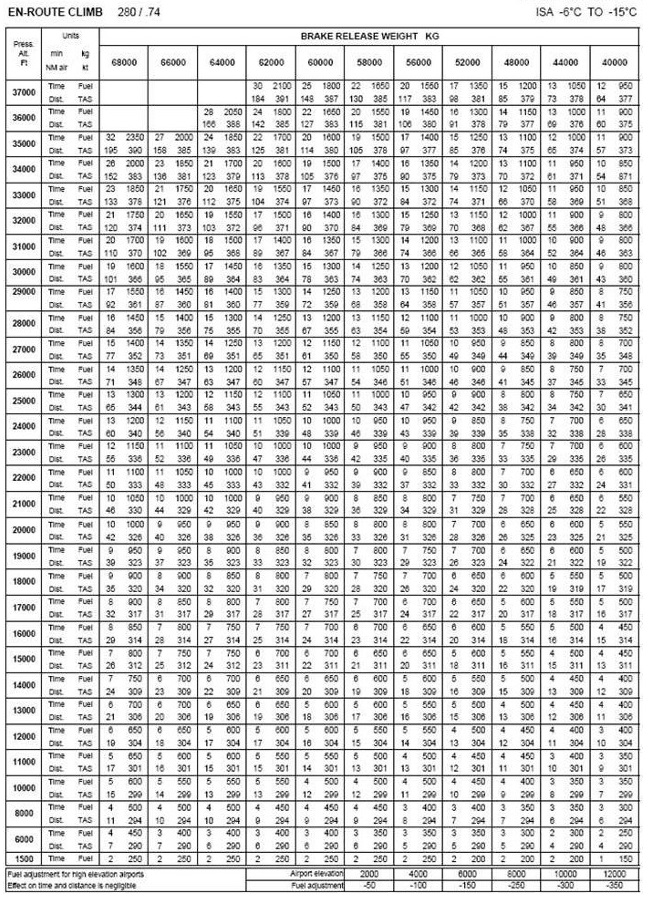 EN-ROUTE CLIMB 280 / .74 ISA -6°C TO -15°C
Press. Alt. Ft Units BRAKE RELEASE WEIGHT KG
min kg 68000 66000 64000 62000 60000 58000 56000 52000 48000 44000 40000
NM air kt
37000 Time Fuel 30 2100 25 1800 22 1650 20 1550 17 1350 15 1200 13 1050 12 950
Dist. TAS 184 391 148 387 130 385 117 383 98 381 85 379 73 378 64 377
36000 Time Fuel 28 2050 24 1800 22 1650 20 1550 19 1450 16 1300 14 1150 13 1000 11 900
Dist. TAS 166 388 142 385 127 383 115 381 106 380 91 378 79 377 69 376 60 375
35000 Time Fuel 32 2350 27 2000 24 1850 22 1700 20 1600 19 1500 17 1400 15 1250 13 1100 12 1000 11 900
Dist. TAS 195 390 158 385 139 383 125 381 114 380 105 378 97 377 85 376 74 375 65 374 57 373
34000 Time Fuel 26 2000 23 1850 21 1700 20 1600 19 1500 17 1400 16 1350 14 1200 13 1100 11 950 10 850
Dist. TAS 152 383 136 381 123 379 113 378 105 376 97 375 90 375 79 373 70 372 61 371 54 871
33000 Time Fuel 23 1850 21 1750 20 1650 19 1550 17 1450 16 1350 15 1300 14 1150 12 1050 11 950 10 850
Dist. TAS 133 378 121 376 112 375 104 374 97 373 90 372 84 372 74 371 66 370 58 369 51 368
32000 Time Fuel 21 1750 20 1650 19 1550 17 1500 16 1400 16 1300 15 1250 13 1150 12 1000 11 900 9 800
Dist. TAS 120 374 111 373 103 372 96 371 90 370 84 369 79 369 70 368 62 367 55 366 48 366
31000 Time Fuel 20 1700 19 1600 18 1500 17 1400 16 1350 15 1300 14 1200 13 1100 11 1000 10 900 9 800
Dist. TAS 110 370 102 369 95 368 89 367 84 367 79 366 74 366 66 365 58 364 52 364 46 363
30000 Time Fuel 19 1600 18 1550 17 1450 16 1350 15 1300 14 1250 13 1200 12 1050 11 950 10 850 9 800
Dist. TAS 101 366 95 365 89 364 83 364 78 363 74 363 70 362 62 362 55 361 49 361 43 360
29000 Time Fuel 17 1550 16 1450 16 1400 15 1300 14 1250 13 1200 13 1150 11 1050 10 950 9 850 8 750
Dist. TAS 92 361 87 360 81 360 77 359 72 359 68 358 64 358 57 357 51 357 46 357 41 356
28000 Time Fuel 16 1450 15 1400 15 1300 14 1250 13 1200 13 1150 12 1100 11 1000 10 900 9 800 8 750
Dist. TAS 84 356 79 356 75 355 70 355 67 355 63 354 59 354 53 353 48 353 42 353 38 352
27000 Time Fuel 15 1400 14 1350 14 1250 13 1200 12 1150 12 1100 11 1050 10 950 9 850 8 800 8 700
Dist. TAS 77 352 73 351 69 351 65 351 61 350 58 350 55 350 49 349 44 349 39 349 35 348
26000 Time Fuel 14 1350 14 1250 13 1200 12 1150 12 1100 11 1050 11 1000 10 900 9 850 8 750 7 700
Dist. TAS 71 348 67 347 63 347 60 347 57 347 54 346 51 346 46 346 41 345 37 345 33 345
25000 Time Fuel 13 1300 13 1200 12 1150 12 1100 11 1050 11 1000 10 950 9 900 8 800 8 750 7 650
Dist. TAS 65 344 61 343 58 343 55 343 52 343 50 343 47 342 42 342 38 342 34 342 30 341
24000 Time Fuel 13 1200 12 1150 11 1100 11 1050 10 1000 10 950 10 950 9 850 8 750 7 700 6 650
Dist. TAS 60 340 56 340 54 340 51 339 48 339 46 339 43 339 39 339 35 338 32 338 28 338
23000 Time Fuel 12 1150 11 1100 11 1050 10 1000 10 1000 9 950 9 900 8 800 7 750 7 700 6 600
Dist. TAS 55 336 52 336 49 336 47 336 44 336 42 335 40 335 36 335 33 335 29 335 26 335
22000 Time Fuel 11 1100 11 1050 10 1000 10 1000 9 950 9 900 9 850 8 800 7 700 6 650 6 600
Dist. TAS 50 333 48 333 45 333 43 332 41 332 39 332 37 332 33 332 30 332 27 332 24 331
21000 Time Fuel 10 1050 10 1000 10 1000 9 950 9 900 8 850 8 800 7 750 7 700 6 650 6 550
Dist. TAS 46 330 44 329 42 329 40 329 38 329 36 329 34 329 31 329 28 328 25 328 22 328
20000 Time Fuel 10 1000 9 950 9 950 9 900 8 850 8 800 8 800 7 700 6 650 6 600 5 550
Dist. TAS 42 326 40 326 38 326 36 326 35 326 33 326 31 326 28 326 25 325 23 325 21 325
19000 Time Fuel 9 950 9 950 8 900 8 850 8 800 7 800 7 750 7 700 6 650 6 600 5 500
Dist. TAS 39 323 37 323 35 323 33 323 32 323 30 323 29 323 26 323 24 322 21 322 19 322
18000 Time Fuel 9 900 8 900 8 850 8 800 7 800 7 750 7 700 6 650 6 600 5 550 5 500
Dist. TAS 35 320 34 320 32 320 33 320 29 320 28 320 26 320 24 320 22 320 19 319 17 319
17000 Time Fuel 8 900 8 850 8 800 7 800 7 750 7 700 6 700 6 650 5 600 5 550 5 500
Dist. TAS 32 317 31 317 29 317 28 317 27 317 25 317 24 317 22 317 20 317 18 317 16 317
16000 Time Fuel 8 850 7 800 7 750 7 750 7 700 6 700 6 650 6 600 5 550 5 500 4 450
Dist. TAS 29 314 28 314 27 314 25 314 24 314 23 314 22 314 20 314 18 314 16 314 15 314
15000 Time Fuel 7 800 7 750 7 750 6 700 6 700 6 650 6 650 5 600 5 550 4 500 4 450
Dist. TAS 26 312 25 312 24 312 23 311 22 311 21 311 20 311 18 311 16 311 15 311 13 311
14000 Time Fuel 7 750 6 700 6 700 6 650 6 650 5 600 5 600 5 550 4 500 4 450 4 400
Dist. TAS 24 309 23 309 22 309 21 309 20 309 19 309 18 309 16 309 15 309 13 309 12 309
13000 Time Fuel 6 700 6 700 6 650 6 650 5 600 5 600 5 550 5 500 4 500 4 450 4 400
Dist. TAS 21 306 20 306 19 306 19 306 18 306 17 306 16 306 15 306 13 306 12 306 11 306
12000 Time Fuel 6 650 6 650 5 600 5 600 5 550 5 550 5 500 4 500 4 450 4 400 3 400
Dist. TAS 19 304 18 304 17 304 17 304 16 304 15 304 14 304 13 304 12 304 11 304 10 304
11000 Time Fuel 5 650 5 600 5 600 5 550 5 550 5 500 4 500 4 450 4 400 3 400 3 350
Dist. TAS 17 301 16 301 15 301 15 301 14 301 13 301 13 301 12 301 11 301 10 301 9 301
10000 Time Fuel 5 600 5 550 5 550 5 550 4 500 4 500 4 500 4 450 4 400 3 350 3 350
Dist. TAS 15 299 14 299 13 299 13 299 12 299 12 299 11 299 10 299 9 299 8 299 7 299
8000 Time Fuel 4 500 4 500 4 450 4 450 4 450 4 450 3 400 3 400 3 350 3 350 3 300
Dist. TAS 11 294 10 294 10 294 9 294 9 294 9 294 8 294 7 294 7 294 6 294 6 294
6000 Time Fuel 4 450 3 400 3 400 3 400 3 400 3 350 3 350 3 350 3 300 2 300 2 250
Dist. TAS 7 290 7 290 6 290 6 290 6 290 6 290 5 290 5 290 5 290 4 290 4 290
1500 Time Fuel 2 250 2 250 2 250 2 250 2 250 2 250 2 250 2 200 2 200 2 200 1 150
Fuel adjustment for high elevation airports Airport elevation 2000 4000 6000 8000 10000 12000
Effect on time and distance is negligible Fuel adjustment -50 -100 -150 -250 -300 -350